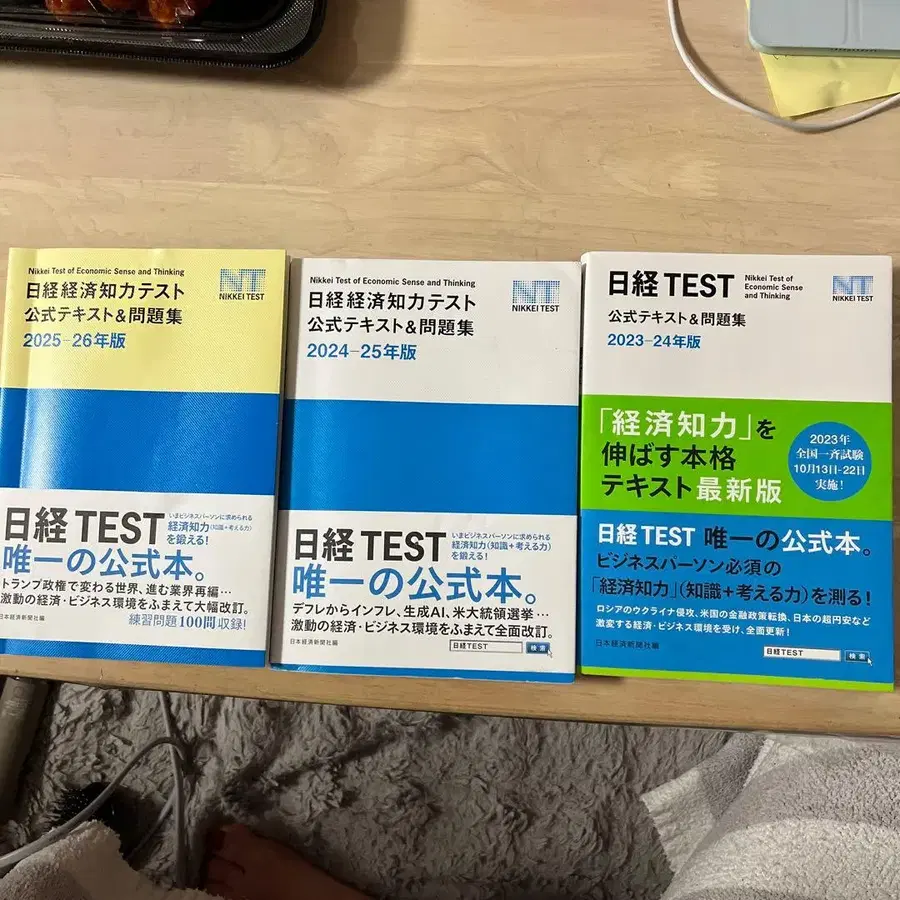 Nikkei Test of Economic Sense and Thinking
日経経済知力テスト
公式テキスト&問題集
2025-26年版
NT
NIKKEI TEST
日経 TEST
いまビジネスパーソンに求められる
経済知力(知識+考える力)
を鍛える!
唯一の公式本。
トランプ政権で変わる世界、進む業界再編…
激動の経済・ビジネス環境をふまえて大幅改訂。
練習問題100問収録!
日本経済新聞社編
Nikkei Test of Economic Sense and Thinking
日経経済知力テスト
公式テキスト&問題集
2024-25年版
NT
NIKKEI TEST
日経 TEST
いまビジネスパーソンに求められる
経済知力(知識+考える力)
を鍛える!
唯一の公式本。
デフレからインフレ、生成AI、米大統領選挙…
激動の経済・ビジネス環境をふまえて全面改訂。
日本経済新聞社編
日経TEST 検索
日経 TEST
Nikkei Test of
Economic Sense
and Thinking
公式テキスト&問題集
2023-24年版
NT
NIKKEI TEST
「経済知力」を
伸ばす本格
テキスト最新版
2023年
全国一斉試験
10月13日-22日
実施!
日経 TEST 唯一の公式本。
ビジネスパーソン必須の
「経済知力」(知識+考える力)を測る!
ロシアのウクライナ侵攻、米国の金融政策転換、日本の超円安など
激変する経済・ビジネス環境を受け、全面更新!
日本経済新聞社編
日経TEST 検索